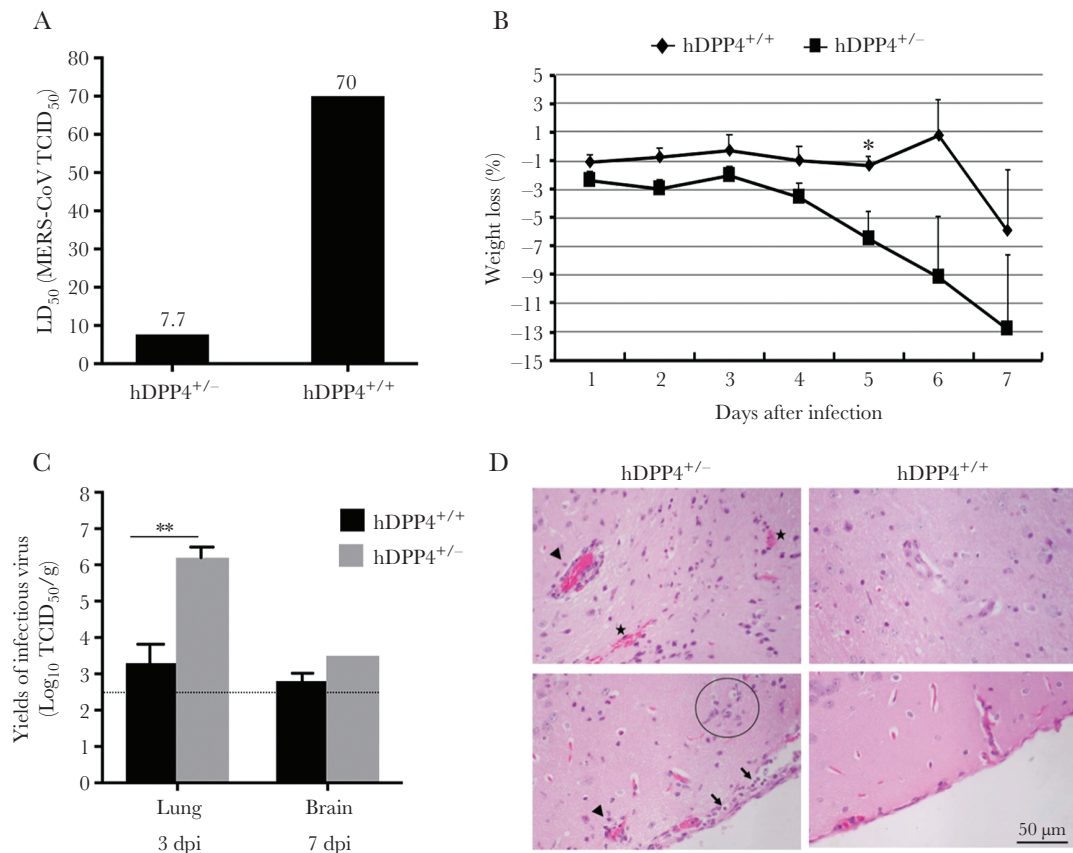 A
LD50 (MERS-CoV TCID50)
80
70
60
50
40
30
20
10
0
7.7
70
hDPP4+/–
hDPP4+/+
B
hDPP4+/+ hDPP4+/–
Weight loss (%)
5
3
1
–1
–3
–5
–7
–9
–11
–13
–15
*
1 2 3 4 5 6 7
Days after infection
C
Yields of infectious virus
(Log10 TCID50/g)
8
7
6
5
4
3
2
1
0
**
hDPP4+/+
hDPP4+/–
Lung Brain
3 dpi 7 dpi
D
hDPP4+/– hDPP4+/+
50 µm